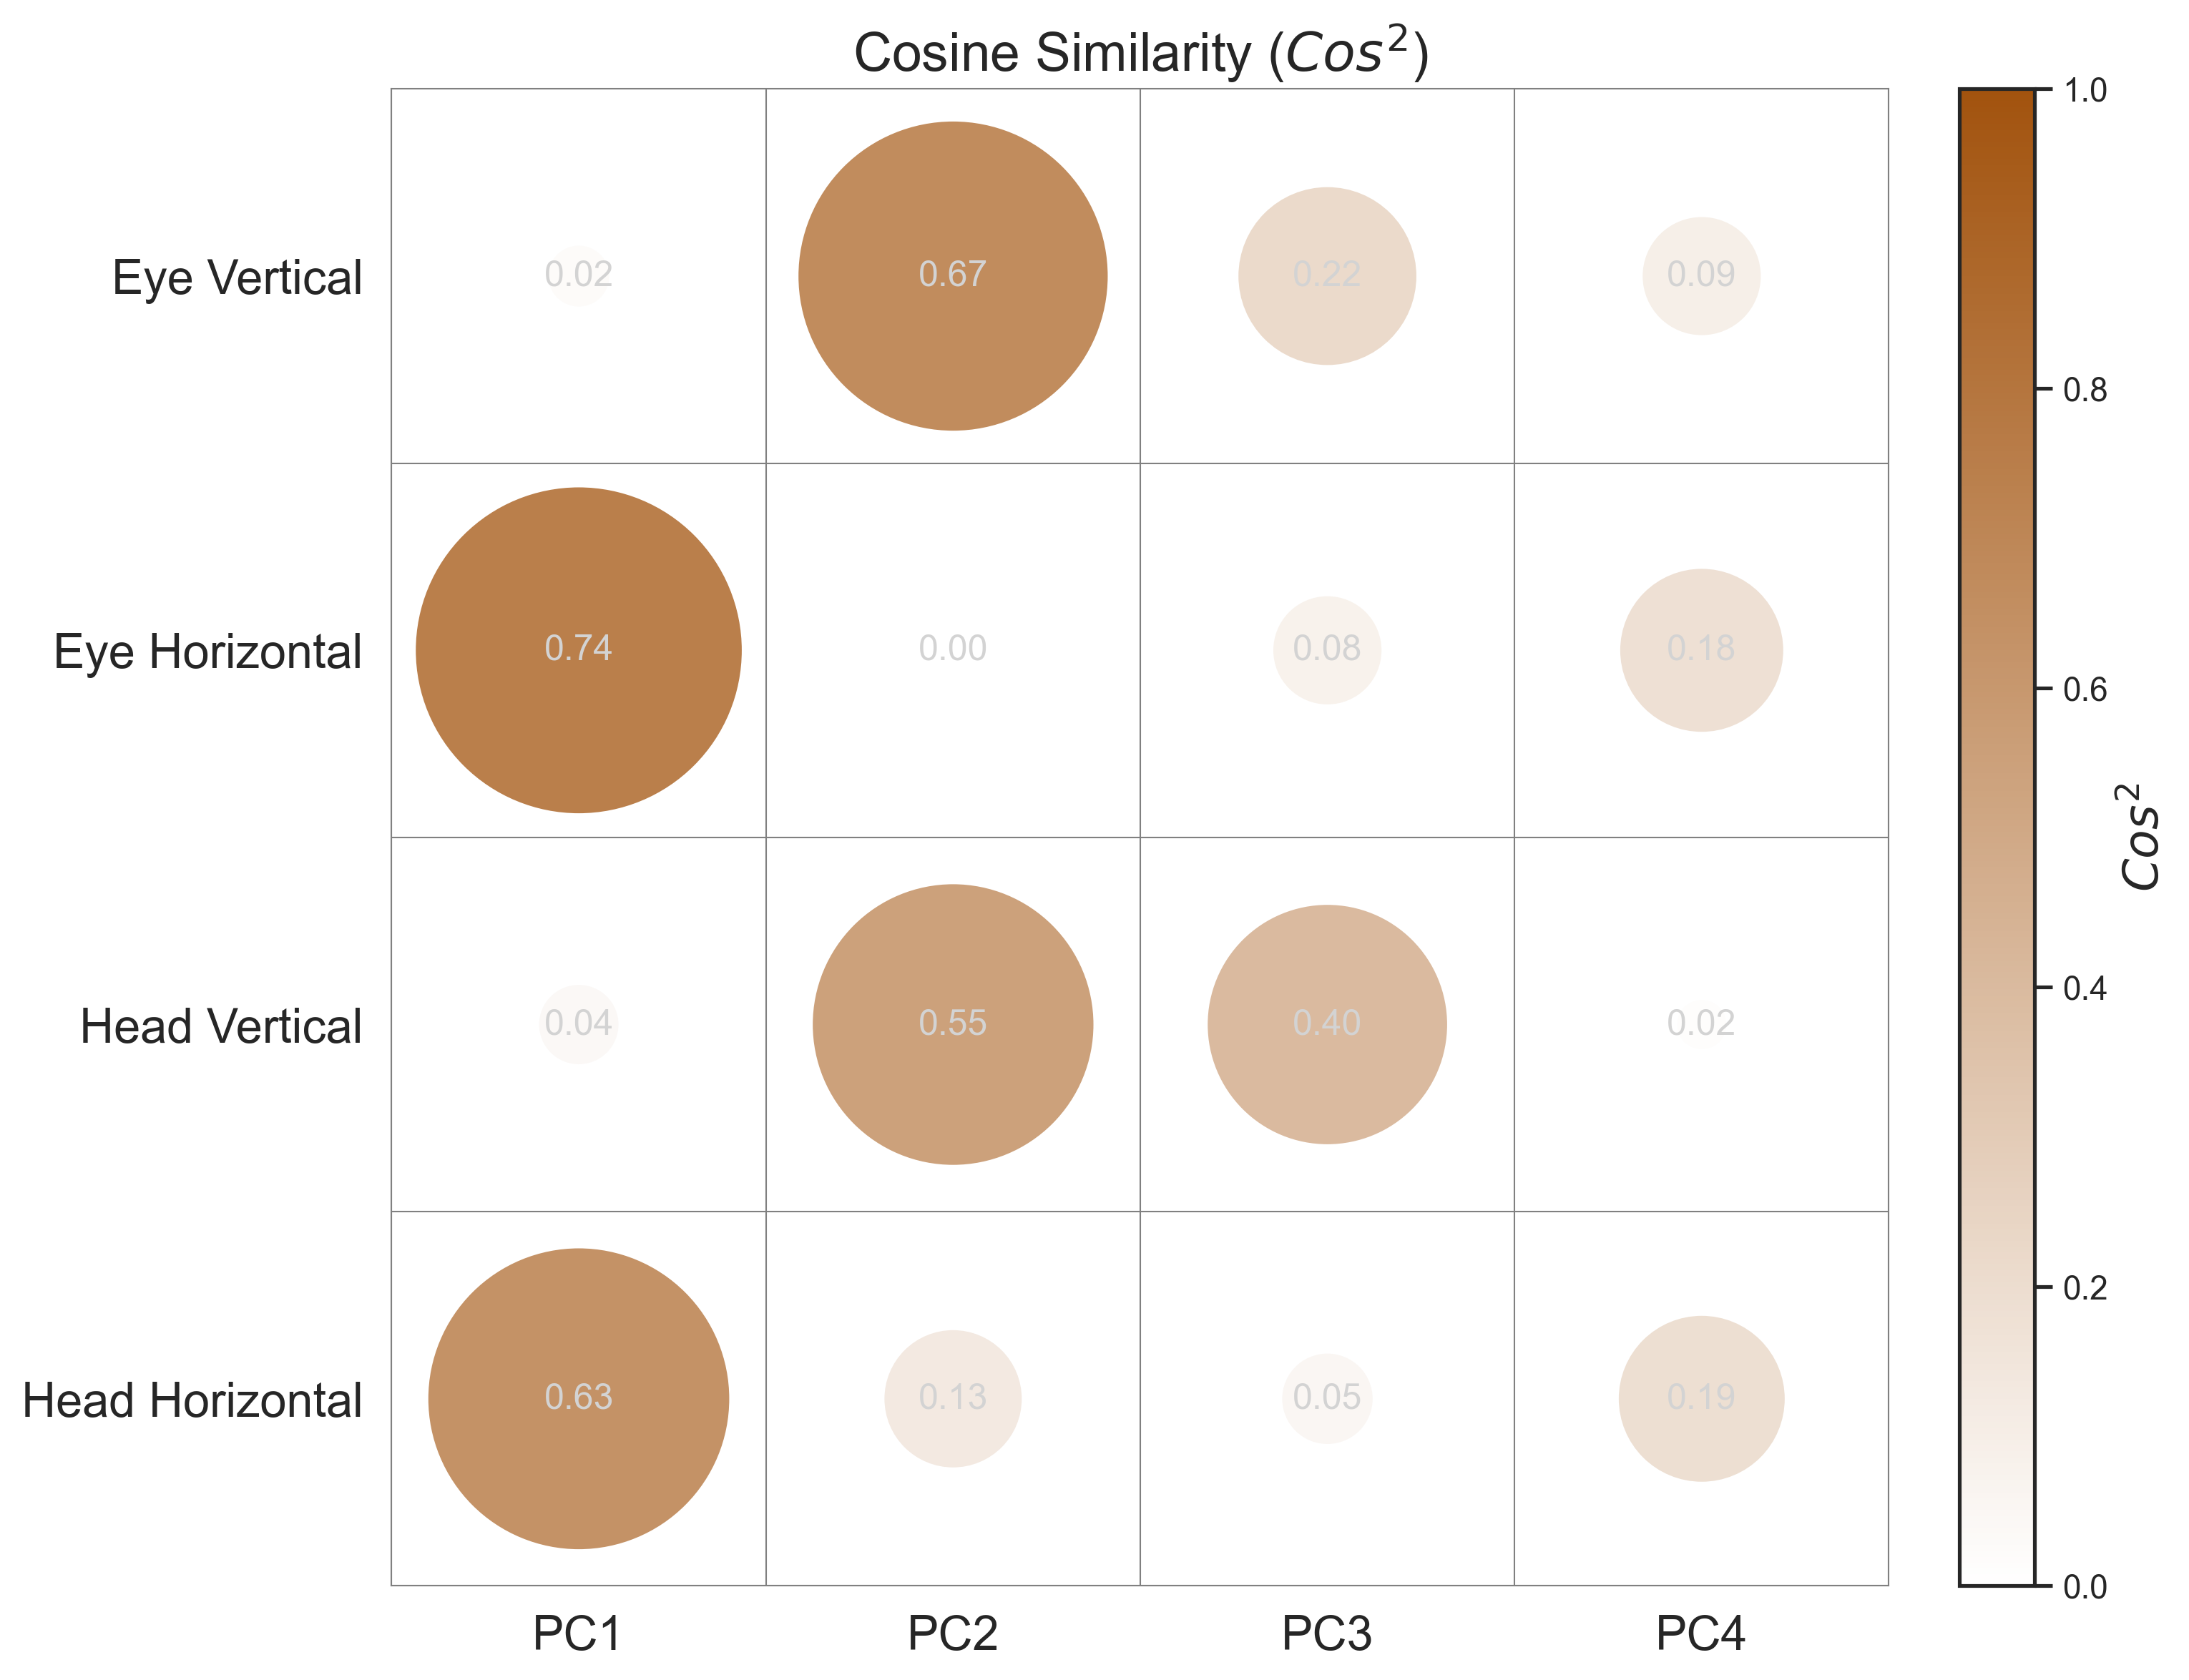 Cosine Similarity (Cos²)
Eye Vertical
0.02
0.67
0.22
0.09
Eye Horizontal
0.74
0.00
0.08
0.18
Head Vertical
0.04
0.55
0.40
0.02
Head Horizontal
0.63
0.13
0.05
0.19
PC1
PC2
PC3
PC4
1.0
0.8
0.6
0.4
0.2
0.0
Cos²